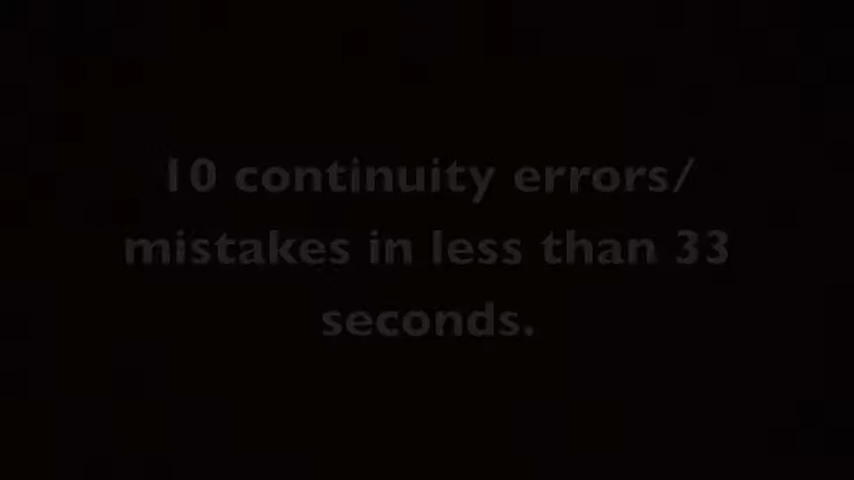 10 continuity errors/
mistakes in less than 33
seconds.